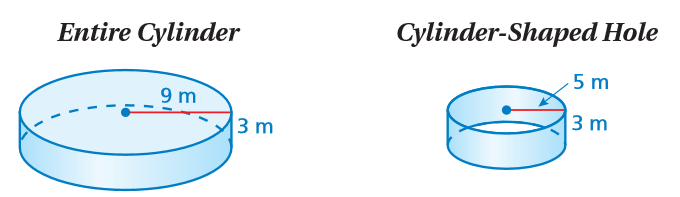 Entire Cylinder
9 m
3 m
Cylinder-Shaped Hole
5 m
3 m